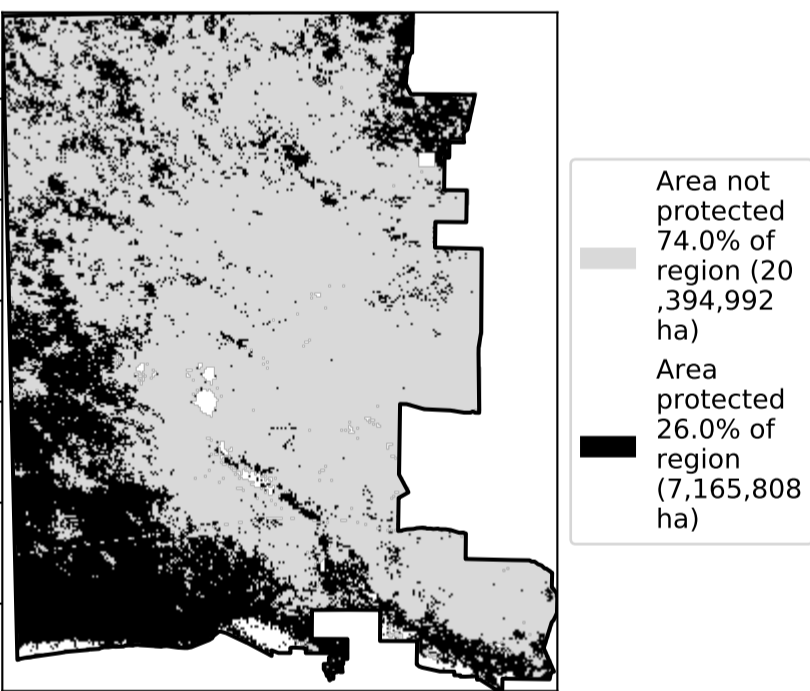 Area not
protected
74.0% of
region (20
,394,992
ha)
Area
protected
26.0% of
region
(7,165,808
ha)